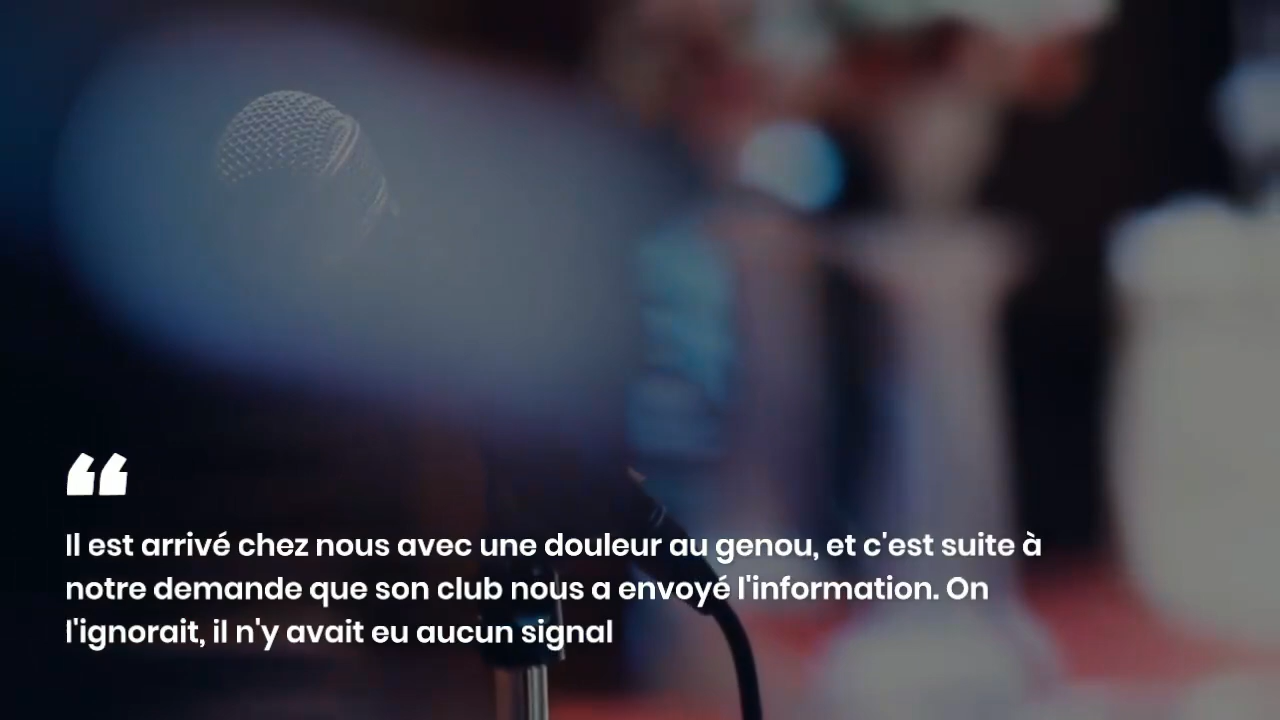 “
Il est arrivé chez nous avec une douleur au genou, et c'est suite à
notre demande que son club nous a envoyé l'information. On
l'ignorait, il n'y avait eu aucun signal